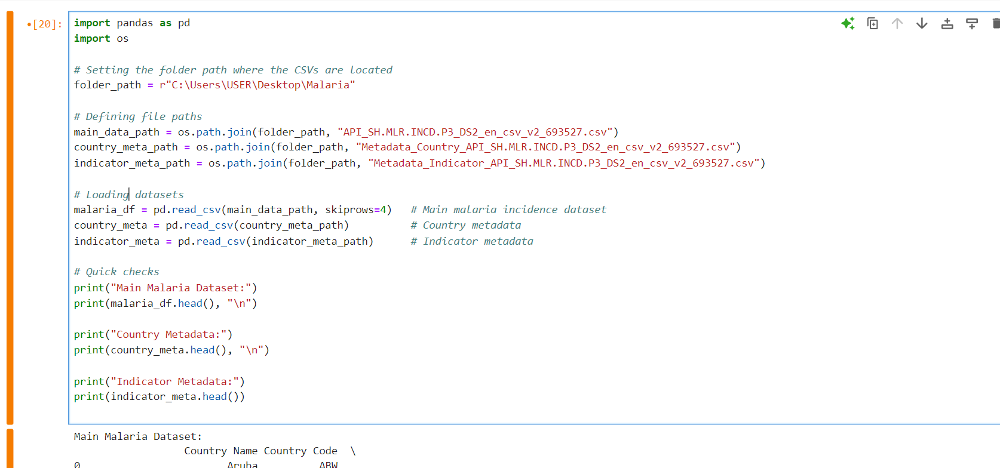 •[20]:
import pandas as pd
import os
# Setting the folder path where the CSVs are located
folder_path = r"C:\Users\USER\Desktop\Malaria"
# Defining file paths
main_data_path = os.path.join(folder_path, "API_SH.MLR.INCD.P3_DS2_en_csv_v2_693527.csv")
country_meta_path = os.path.join(folder_path, "Metadata_Country_API_SH.MLR.INCD.P3_DS2_en_csv_v2_693527.csv")
indicator_meta_path = os.path.join(folder_path, "Metadata_Indicator_API_SH.MLR.INCD.P3_DS2_en_csv_v2_693527.csv")
# Loading datasets
malaria_df = pd.read_csv(main_data_path, skiprows=4)   # Main malaria incidence dataset
country_meta = pd.read_csv(country_meta_path)          # Country metadata
indicator_meta = pd.read_csv(indicator_meta_path)      # Indicator metadata
# Quick checks
print("Main Malaria Dataset:")
print(malaria_df.head(), "\n")
print("Country Metadata:")
print(country_meta.head(), "\n")
print("Indicator Metadata:")
print(indicator_meta.head())
Main Malaria Dataset:
Country Name Country Code  \
0                        Aruba          ABW